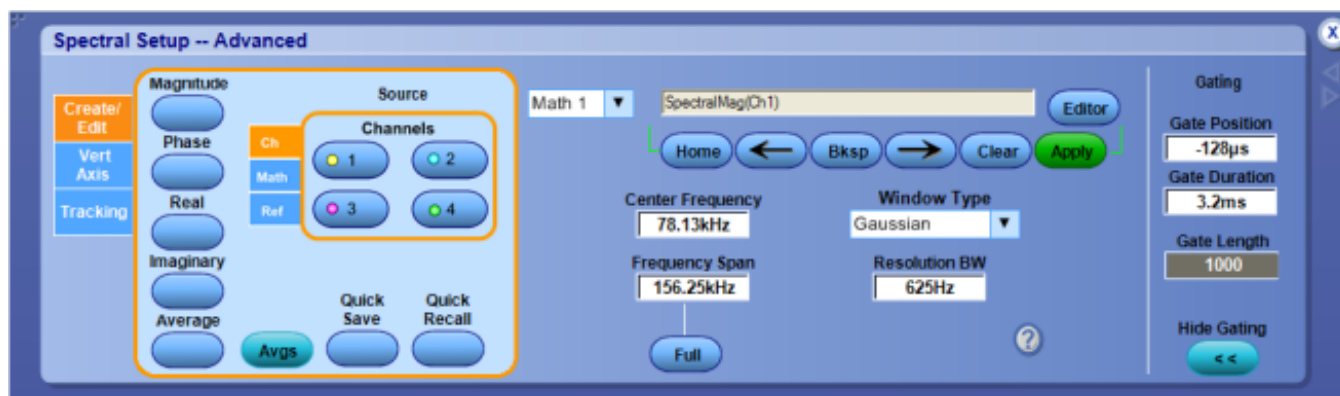 Spectral Setup -- Advanced
X
Create/
Edit
Vert
Axis
Tracking
Magnitude
Phase
Real
Imaginary
Average
Source
Ch
Math
Ref
Channels
1
2
3
4
Avgs
Quick
Save
Quick
Recall
Math 1
SpectralMag(Ch1)
Editor
Home
←
Bksp
→
Clear
Apply
Center Frequency
78.13kHz
Window Type
Gaussian
Frequency Span
156.25kHz
Resolution BW
625Hz
Full
?
Gating
Gate Position
-128µs
Gate Duration
3.2ms
Gate Length
1000
Hide Gating
<<